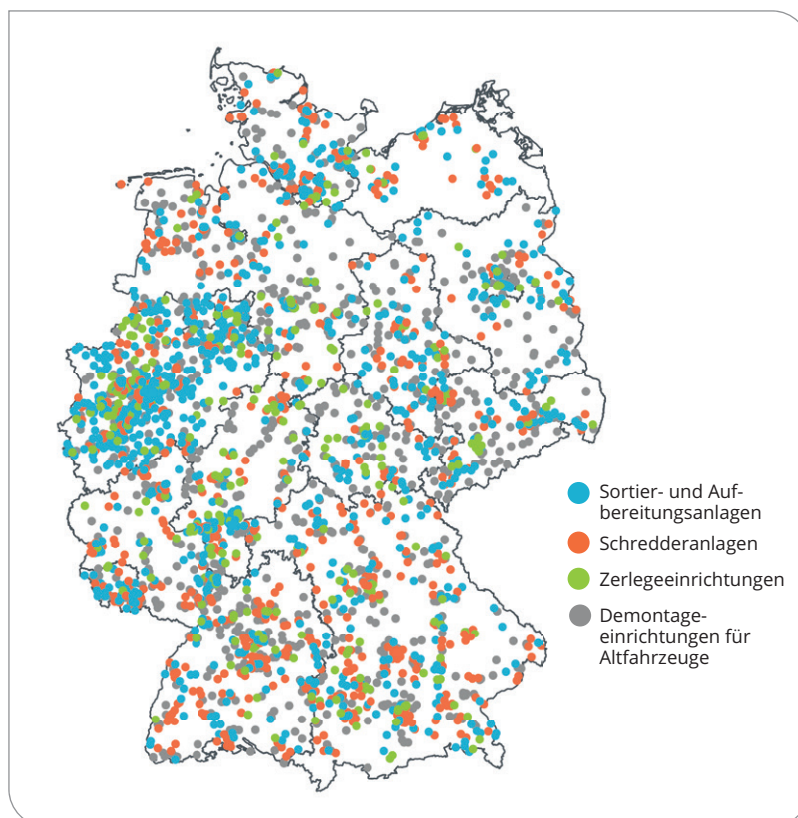 Sortier- und Auf-
bereitungsanlagen
Schredderanlagen
Zerlegeeinrichtungen
Demontage-
einrichtungen für
Altfahrzeuge